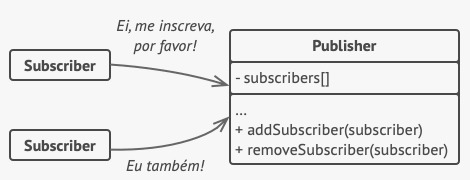 Ei, me inscreva,
por favor!
Subscriber
Publisher
- subscribers[]
...
+ addSubscriber(subscriber)
+ removeSubscriber(subscriber)
Subscriber
Eu também!